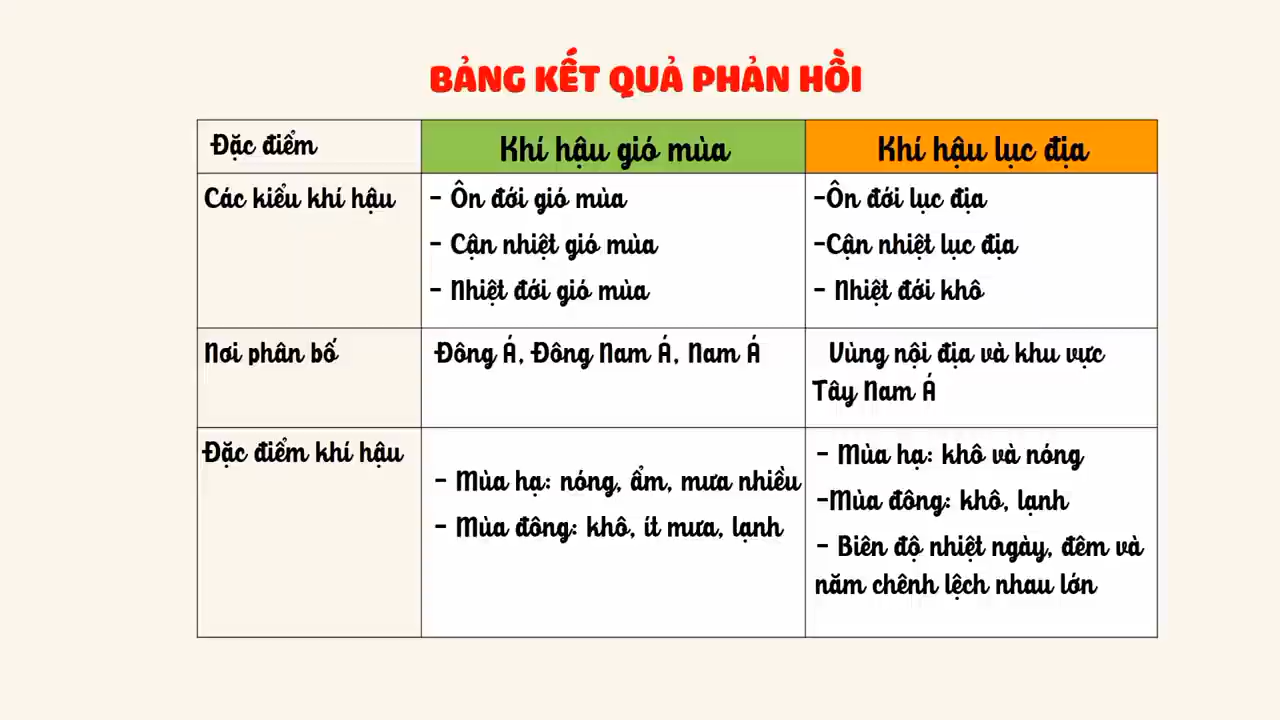 BẢNG KẾT QUẢ PHẢN HỒI
Đặc điểm
Khí hậu gió mùa
Khí hậu lục địa
Các kiểu khí hậu
- Ôn đới gió mùa
- Cận nhiệt gió mùa
- Nhiệt đới gió mùa
-Ôn đới lục địa
-Cận nhiệt lục địa
- Nhiệt đới khô
Nơi phân bố
Đông Á, Đông Nam Á, Nam Á
Vùng nội địa và khu vực
Tây Nam Á
Đặc điểm khí hậu
- Mùa hạ: nóng, ẩm, mưa nhiều
- Mùa đông: khô, ít mưa, lạnh
- Mùa hạ: khô và nóng
-Mùa đông: khô, lạnh
- Biên độ nhiệt ngày, đêm và
năm chênh lệch nhau lớn